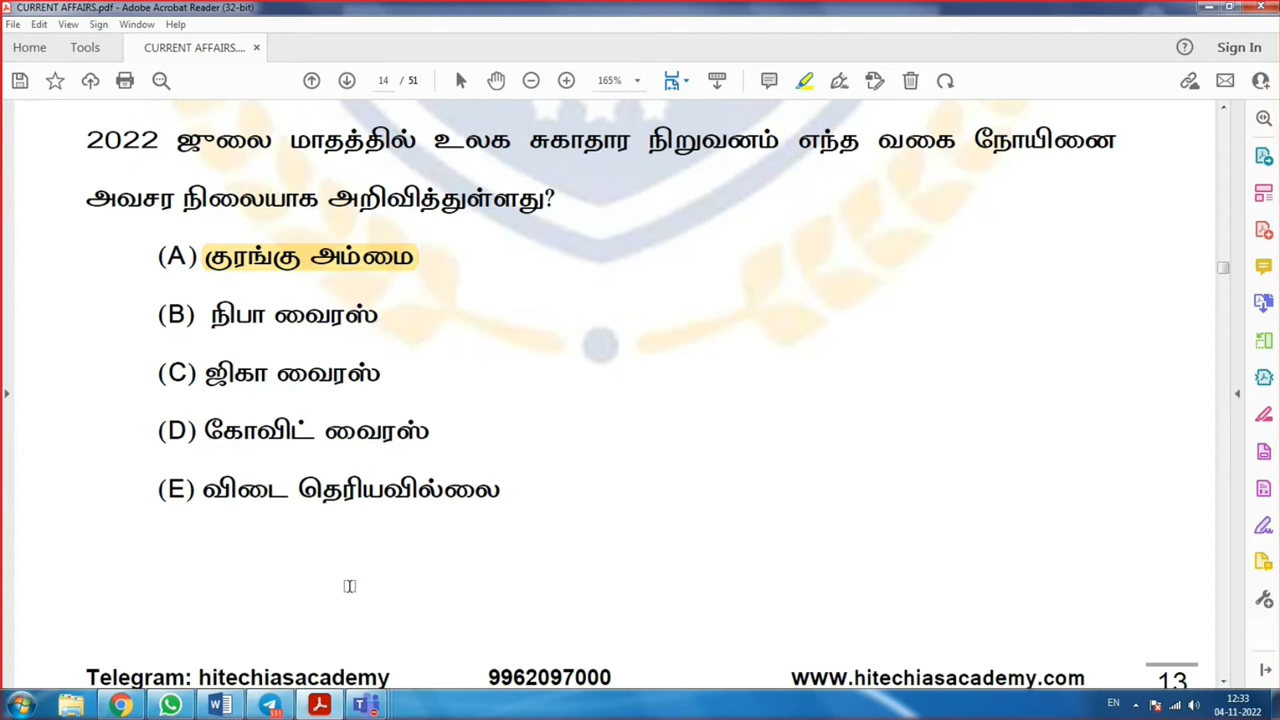 CURRENT AFFAIRS.pdf - Adobe Acrobat Reader (32-bit)
File Edit View Sign Window Help
Home Tools CURRENT AFFAIRS.... × Sign In
14 / 51 165%
2022 ஜுலை மாதத்தில் உலக சுகாதார நிறுவனம் எந்த வகை நோயினை
அவசர நிலையாக அறிவித்துள்ளது?
(A) குரங்கு அம்மை
(B) நிபா வைரஸ்
(C) ஜிகா வைரஸ்
(D) கோவிட் வைரஸ்
(E) விடை தெரியவில்லை
Telegram: hitechiasacademy 9962097000 www.hitechiasacademy.com 13
EN 12:33
04-11-2022